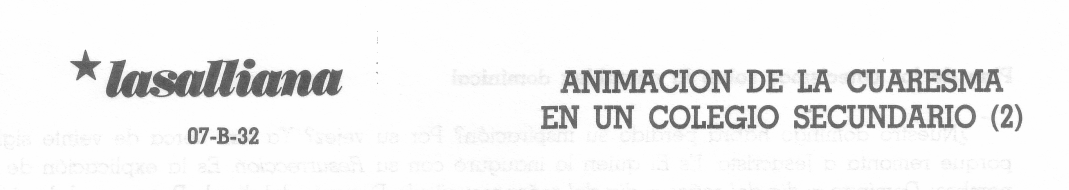 ★ lasalliana
07-B-32
ANIMACION DE LA CUARESMA
EN UN COLEGIO SECUNDARIO (2)